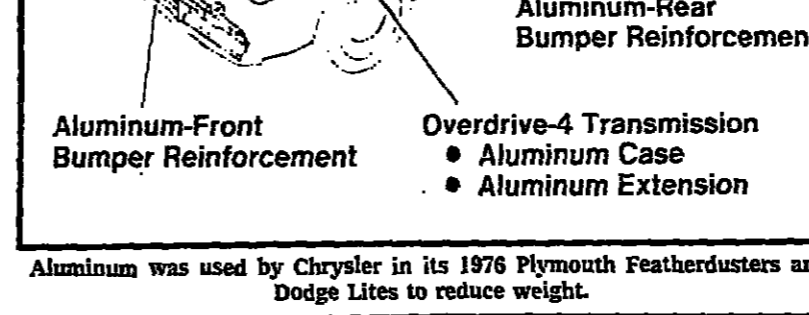 Aluminum-Rear
Bumper Reinforcemen
Aluminum-Front
Bumper Reinforcement
Overdrive-4 Transmission
● Aluminum Case
● Aluminum Extension
Aluminum was used by Chrysler in its 1976 Plymouth Featherdusters an
Dodge Lites to reduce weight.